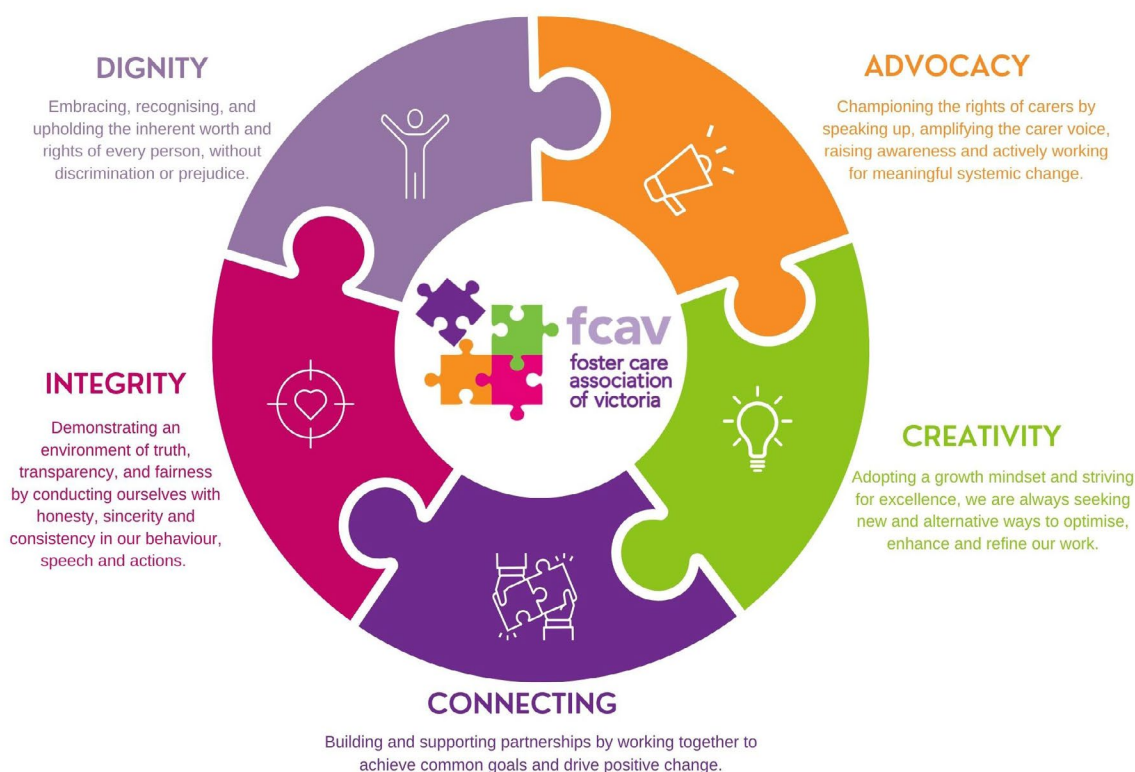 DIGNITY
Embracing, recognising, and
upholding the inherent worth and
rights of every person, without
discrimination or prejudice.
ADVOCACY
Championing the rights of carers by
speaking up, amplifying the carer voice,
raising awareness and actively working
for meaningful systemic change.
fcav
foster care
association
of victoria
INTEGRITY
Demonstrating an
environment of truth,
transparency, and fairness
by conducting ourselves with
honesty, sincerity and
consistency in our behaviour,
speech and actions.
CREATIVITY
Adopting a growth mindset and striving
for excellence, we are always seeking
new and alternative ways to optimise,
enhance and refine our work.
CONNECTING
Building and supporting partnerships by working together to
achieve common goals and drive positive change.